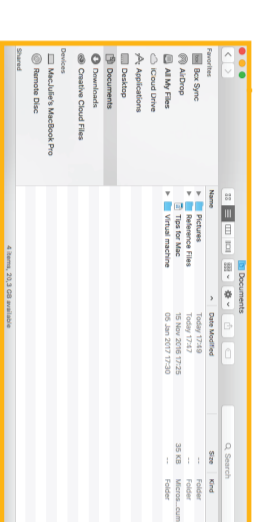 Documents
Search
Favorites
Box Sync
AirDrop
All My Files
iCloud Drive
Applications
Desktop
Documents
Downloads
Creative Cloud Files
Devices
MacJulie's MacBook Pro
Remote Disc
Shared
Name Date Modified Size Kind
Pictures Today 17:49 -- Folder
Reference Files Today 17:47 -- Folder
Tips for Mac 15 Nov 2016 17:25 35 KB Micros...cum
Virtual machine 05 Jan 2017 17:30 -- Folder
4 items, 20,3 GB available